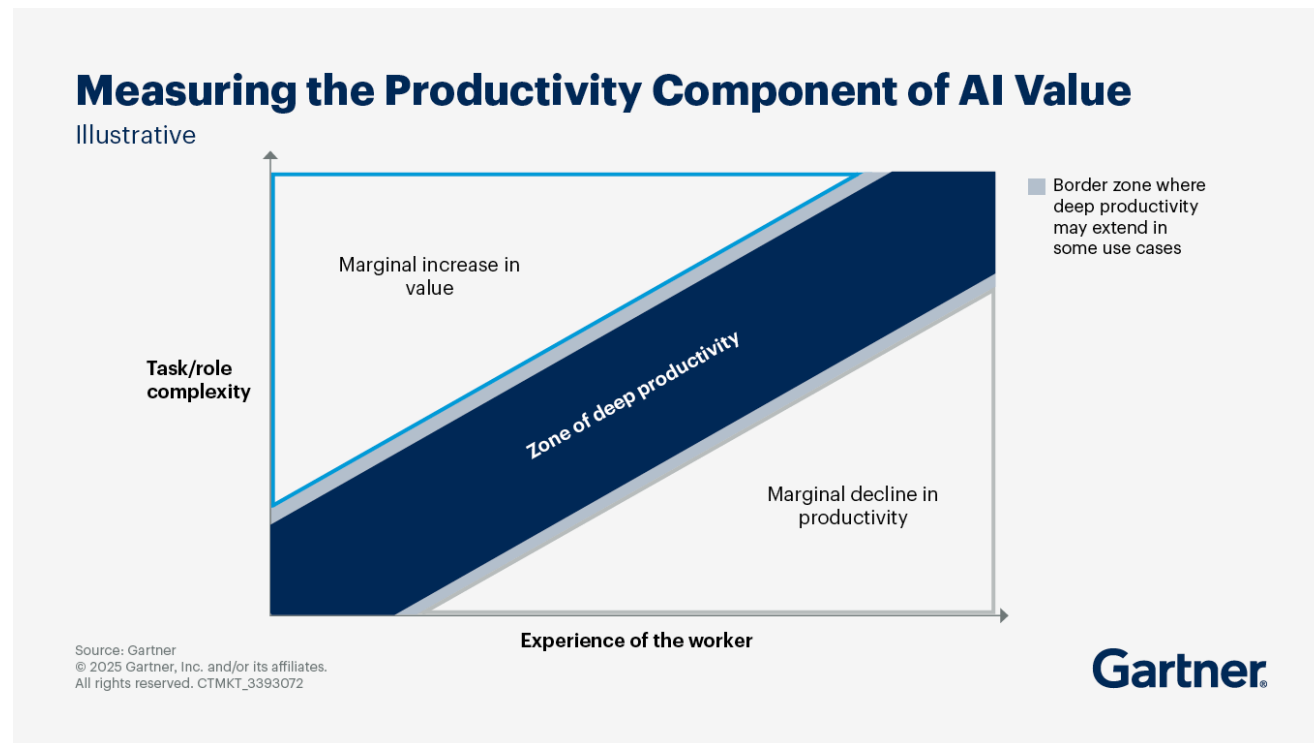 Measuring the Productivity Component of AI Value
Illustrative
Border zone where
deep productivity
may extend in
some use cases
Marginal increase in
value
Task/role
complexity
Zone of deep productivity
Marginal decline in
productivity
Experience of the worker
Source: Gartner
© 2025 Gartner, Inc. and/or its affiliates.
All rights reserved. CTMKT_3393072
Gartner®